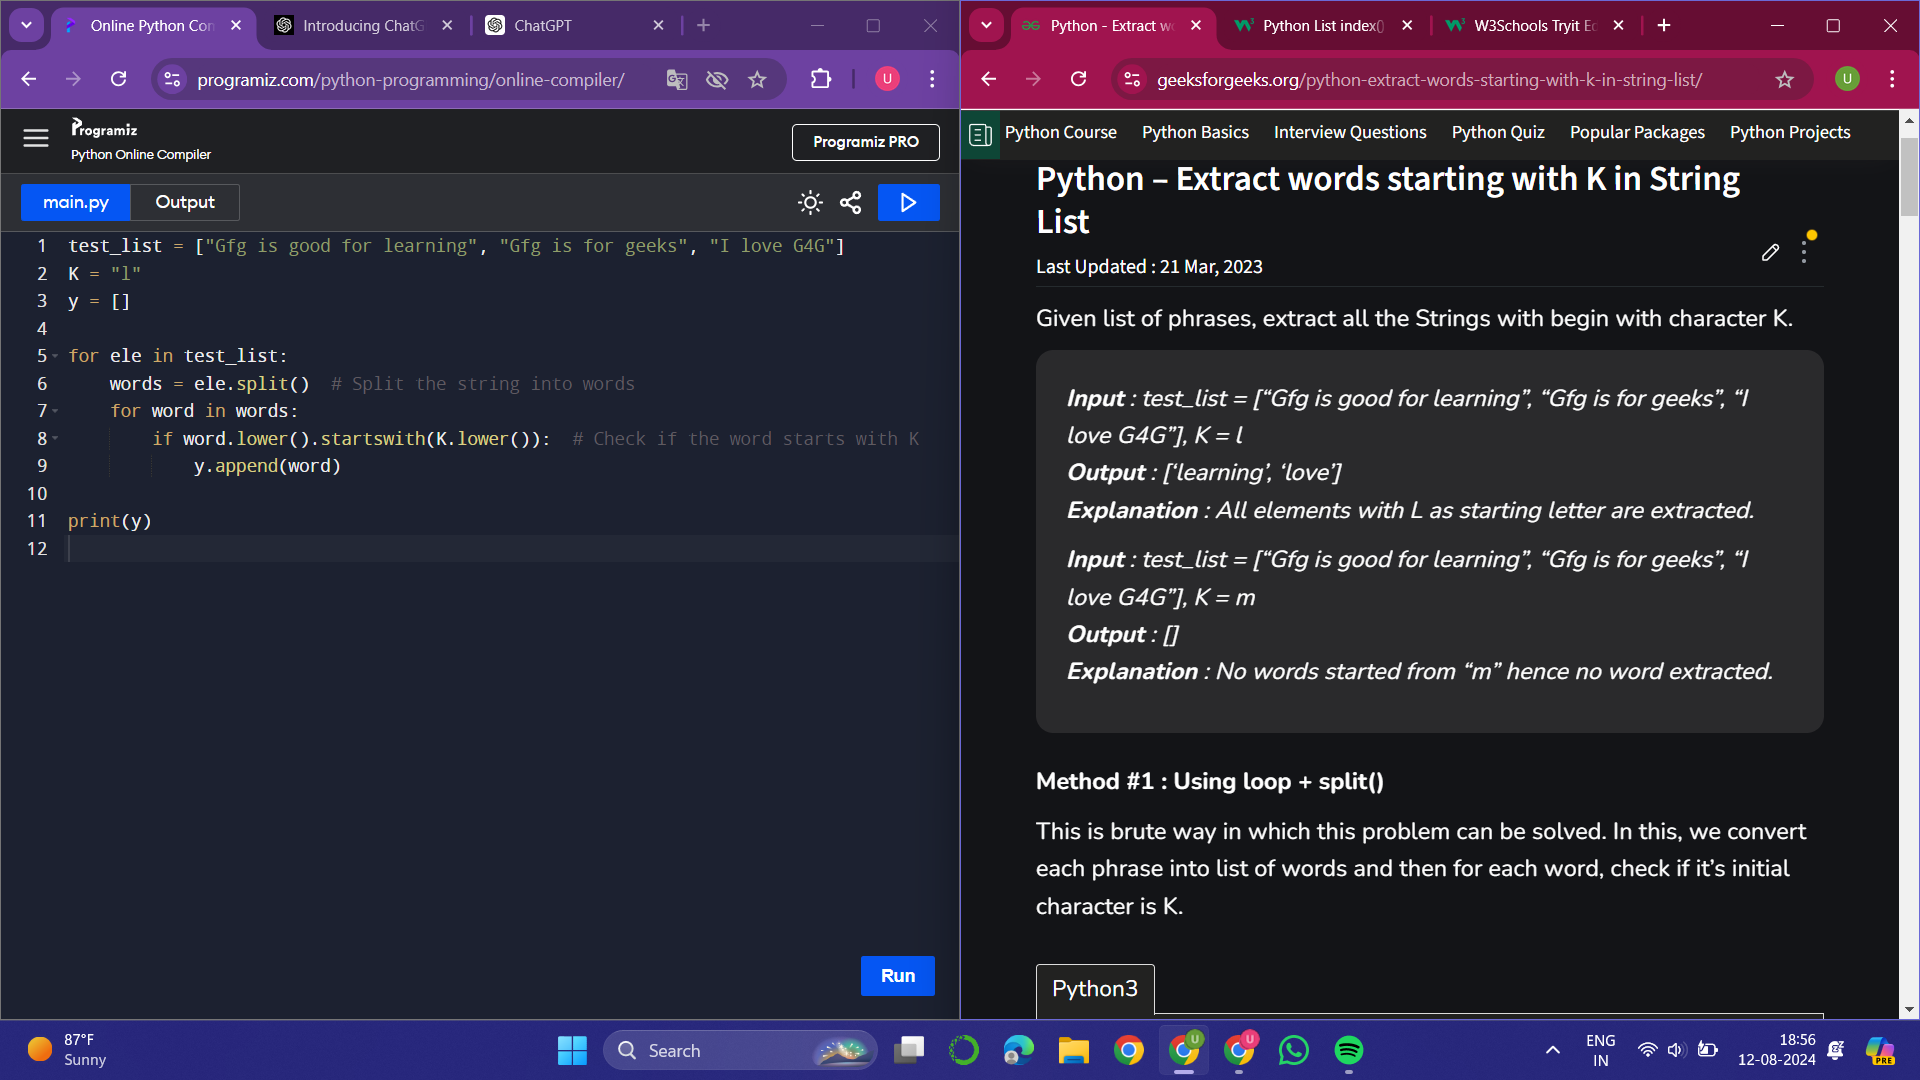 Online Python Con
Introducing ChatG
ChatGPT
programiz.com/python-programming/online-compiler/
U
Programiz
Python Online Compiler
Programiz PRO
main.py
Output
1 test_list = ["Gfg is good for learning", "Gfg is for geeks", "I love G4G"]
2 K = "l"
3 y = []
4
5 for ele in test_list:
6 words = ele.split()  # Split the string into words
7 for word in words:
8 if word.lower().startswith(K.lower()):  # Check if the word starts with K
9 y.append(word)
10
11 print(y)
12
Run
Python - Extract w
Python List index()
W3Schools Tryit Ed
geeksforgeeks.org/python-extract-words-starting-with-k-in-string-list/
U
Python Course
Python Basics
Interview Questions
Python Quiz
Popular Packages
Python Projects
Python – Extract words starting with K in String
List
Last Updated : 21 Mar, 2023
Given list of phrases, extract all the Strings with begin with character K.
Input : test_list = [“Gfg is good for learning”, “Gfg is for geeks”, “I
love G4G”], K = l
Output : [‘learning’, ‘love’]
Explanation : All elements with L as starting letter are extracted.
Input : test_list = [“Gfg is good for learning”, “Gfg is for geeks”, “I
love G4G”], K = m
Output : []
Explanation : No words started from “m” hence no word extracted.
Method #1 : Using loop + split()
This is brute way in which this problem can be solved. In this, we convert
each phrase into list of words and then for each word, check if it’s initial
character is K.
Python3
87°F
Sunny
Search
U
U
ENG
IN
18:56
12-08-2024
PRE